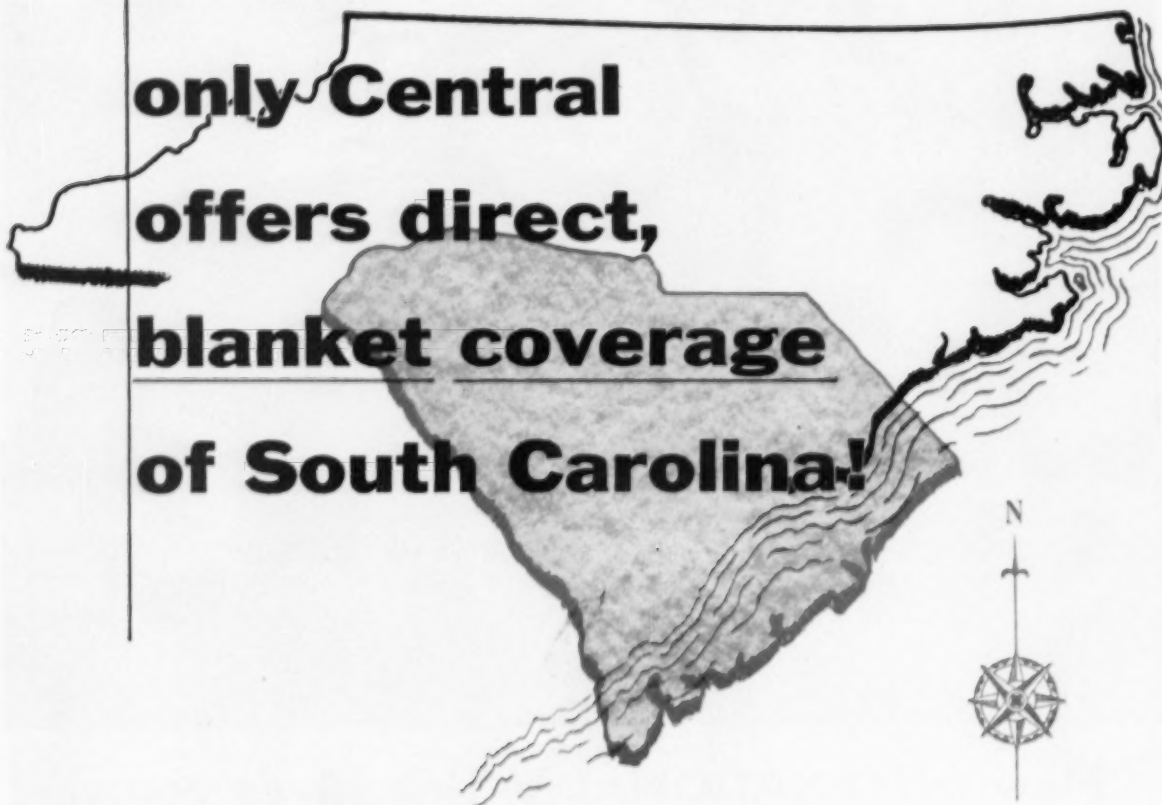 only Central
offers direct,
blanket coverage
of South Carolina!
N